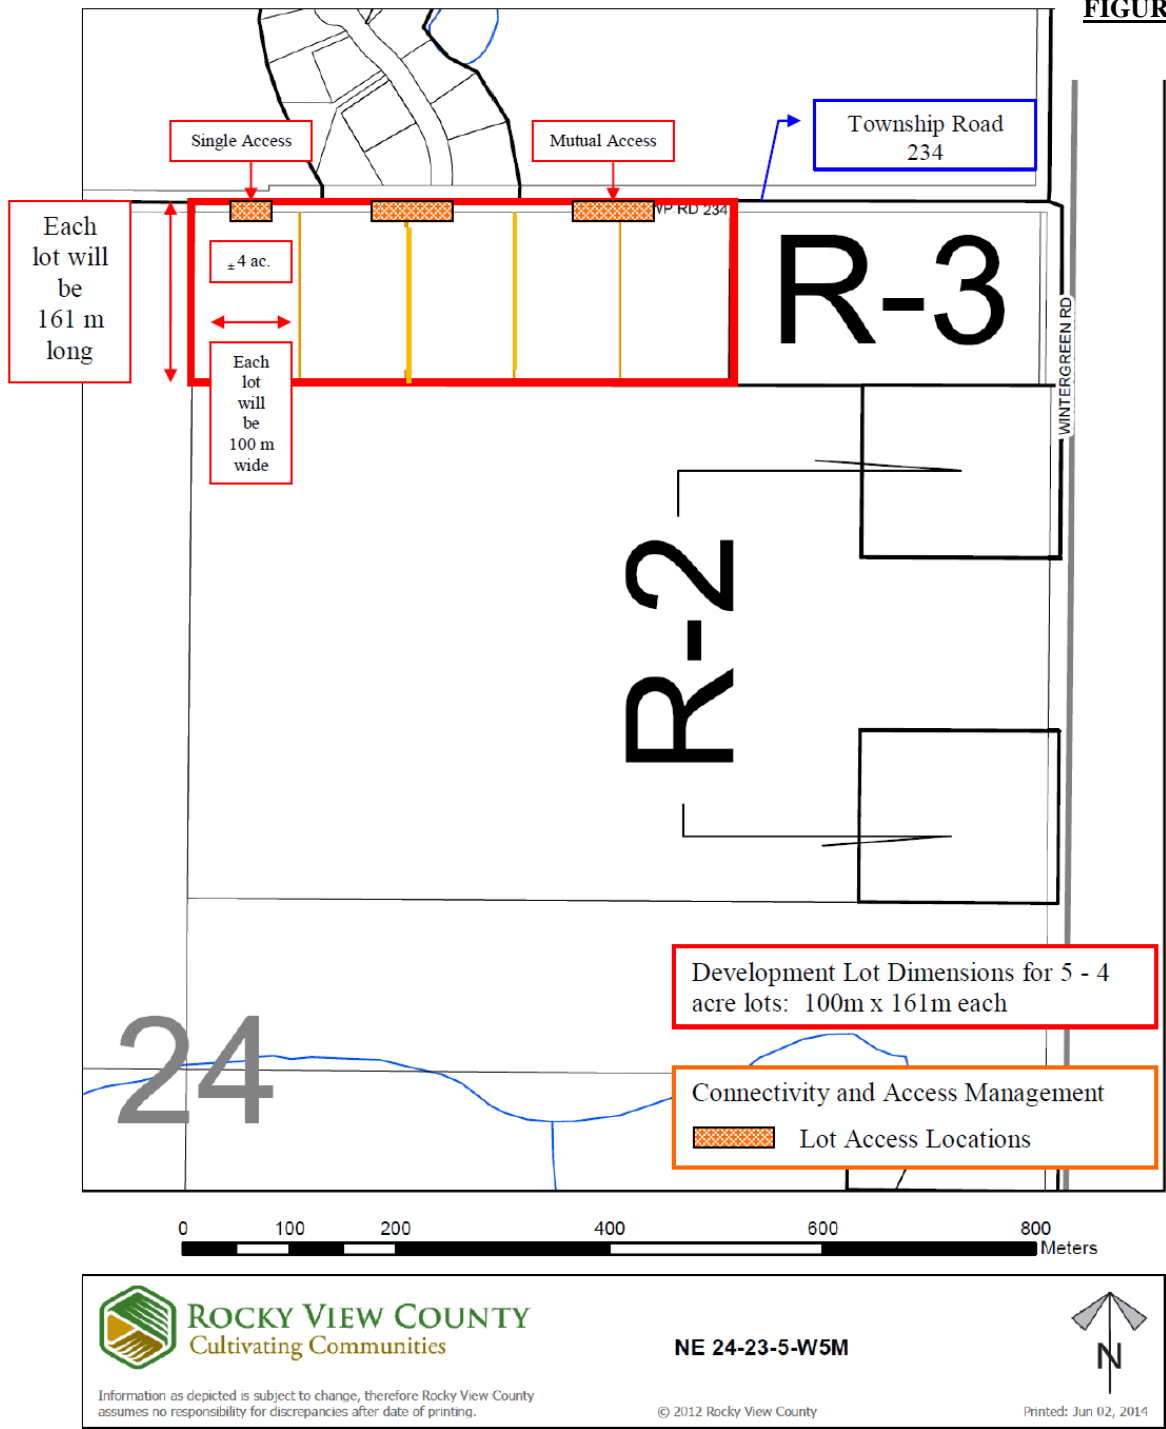 FIGUR
Township Road
234
Single Access
Mutual Access
WP RD 234
Each
lot will
be
161 m
long
± 4 ac.
Each
lot
will
be
100 m
wide
R-3
WINTERGREEN RD
R-2
Development Lot Dimensions for 5 - 4
acre lots: 100m x 161m each
24
Connectivity and Access Management
Lot Access Locations
0 100 200 400 600 800
Meters
ROCKY VIEW COUNTY
Cultivating Communities
NE 24-23-5-W5M
N
Information as depicted is subject to change, therefore Rocky View County
assumes no responsibility for discrepancies after date of printing.
© 2012 Rocky View County
Printed: Jun 02, 2014